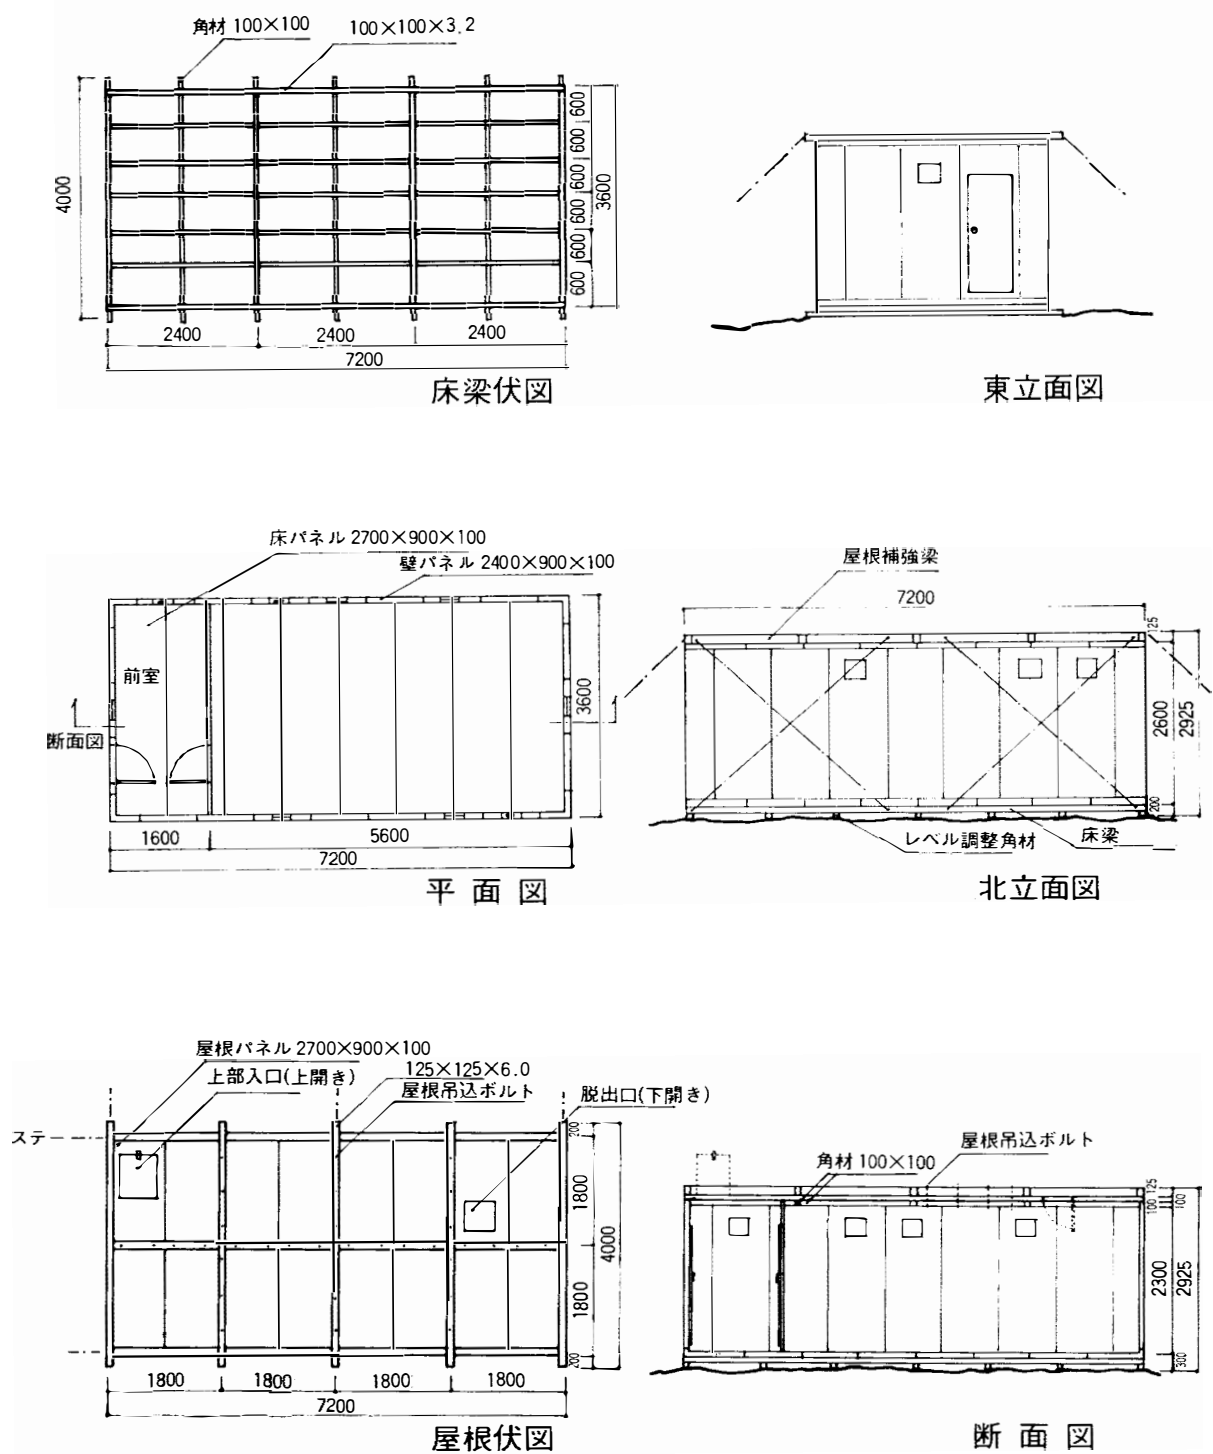 角材 100×100
100×100×3.2
4000
600
600
600
600
600
600
3600
2400
2400
2400
7200
床梁伏図
東立面図
床パネル 2700×900×100
壁パネル 2400×900×100
前室
断面図
3600
1600
5600
7200
平面図
屋根補強梁
7200
125
2600
2925
200
レベル調整角材
床梁
北立面図
屋根パネル 2700×900×100
上部入口(上開き)
125×125×6.0
屋根吊込ボルト
脱出口(下開き)
ステー
200
1800
1800
200
4000
1800
1800
1800
1800
7200
屋根伏図
屋根吊込ボルト
角材 100×100
125
100
100
2300
2925
300
断面図